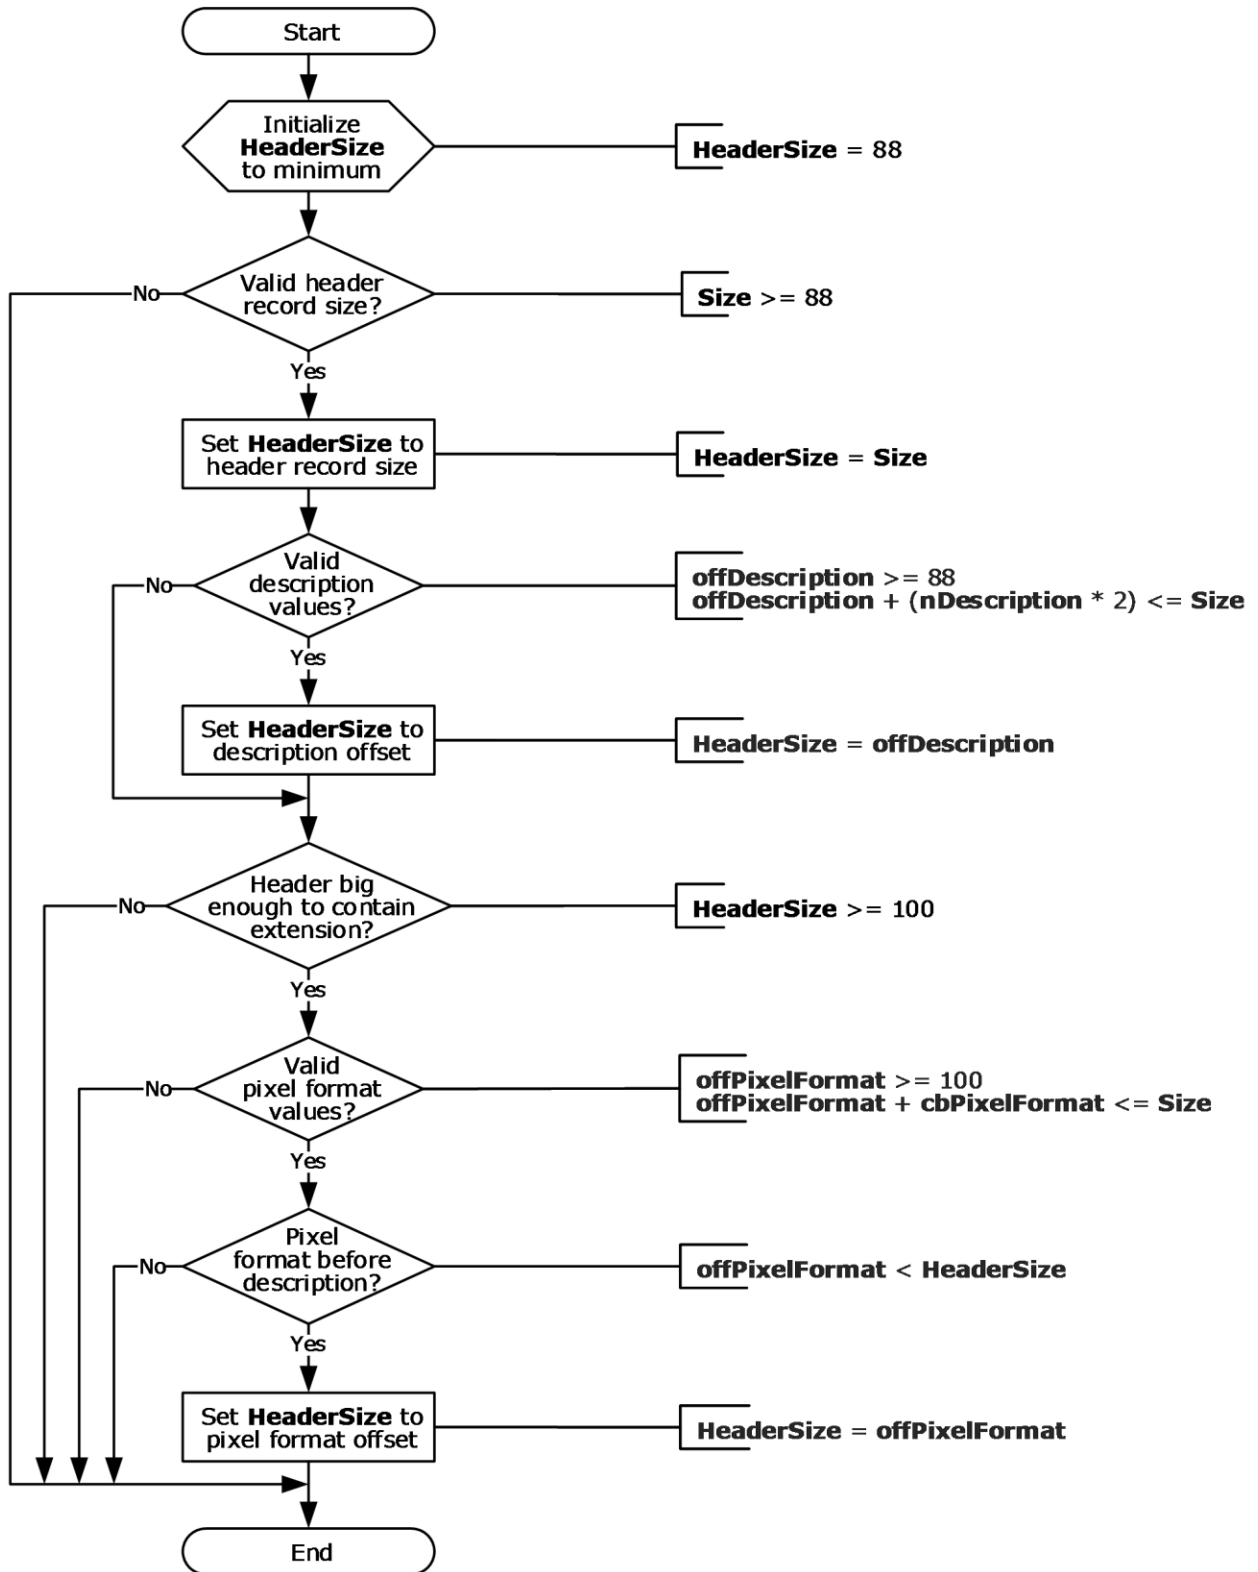 Start
Initialize
HeaderSize
to minimum
HeaderSize = 88
Valid header
record size?
No
Size >= 88
Yes
Set HeaderSize to
header record size
HeaderSize = Size
Valid
description
values?
No
offDescription >= 88
offDescription + (nDescription * 2) <= Size
Yes
Set HeaderSize to
description offset
HeaderSize = offDescription
Header big
enough to contain
extension?
No
HeaderSize >= 100
Yes
Valid
pixel format
values?
No
offPixelFormat >= 100
offPixelFormat + cbPixelFormat <= Size
Yes
Pixel
format before
description?
No
offPixelFormat < HeaderSize
Yes
Set HeaderSize to
pixel format offset
HeaderSize = offPixelFormat
End